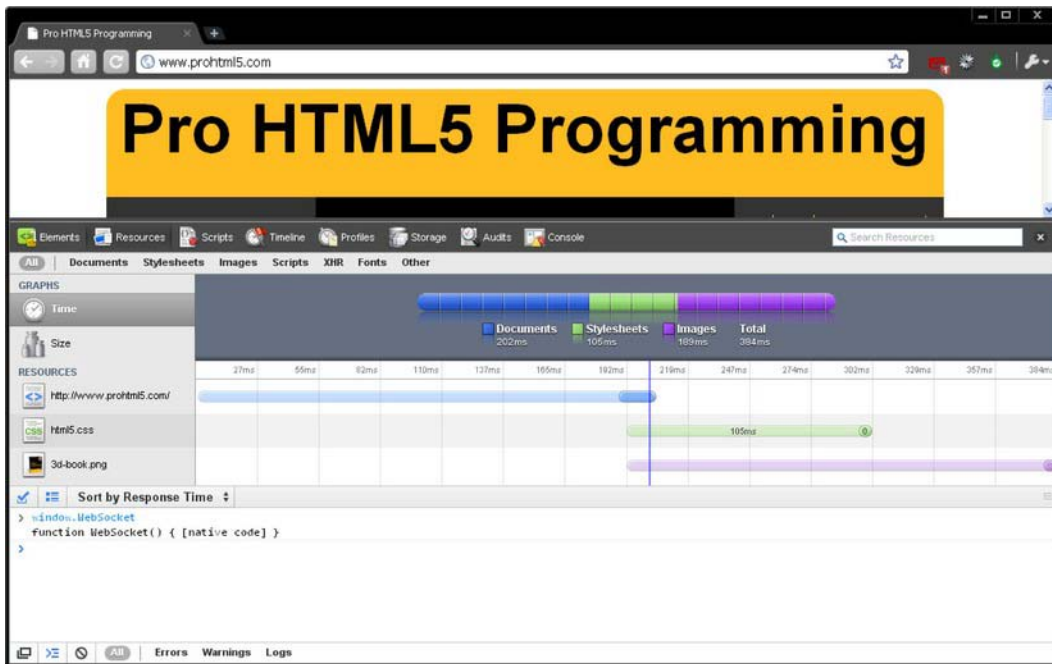 Pro HTML5 Programming
www.prohtml5.com
Pro HTML5 Programming
Elements Resources Scripts Timeline Profiles Storage Audits Console Search Resources
All Documents Stylesheets Images Scripts XHR Fonts Other
GRAPHS
Time
Documents Stylesheets Images Total
202ms 105ms 189ms 384ms
Size
RESOURCES 27ms 55ms 82ms 110ms 137ms 165ms 192ms 219ms 247ms 274ms 302ms 329ms 357ms 384ms
http://www.prohtml5.com/
CSS html5.css 105ms
3d-book.png
Sort by Response Time
> window.WebSocket
function WebSocket() { [native code] }
>
All Errors Warnings Logs